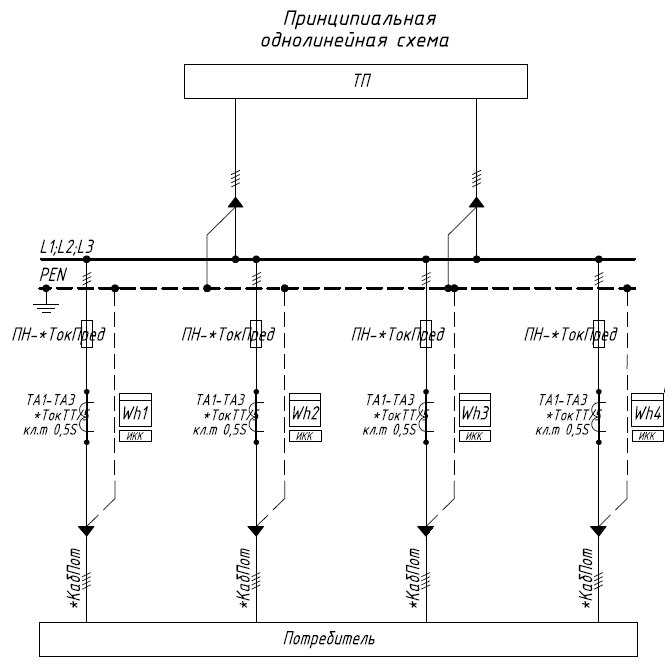 Принципиальная
однолинейная схема
ТП
L1;L2;L3
PEN
ПН-*ТокПред
ПН-*ТокПред
ПН-*ТокПред
ПН-*ТокПред
ТА1-ТА3
*ТокТТ/5
кл.т 0,5S
Wh1
ИКК
ТА1-ТА3
*ТокТТ/5
кл.т 0,5S
Wh2
ИКК
ТА1-ТА3
*ТокТТ/5
кл.т 0,5S
Wh3
ИКК
ТА1-ТА3
*ТокТТ/5
кл.т 0,5S
Wh4
ИКК
*КабПот
*КабПот
*КабПот
*КабПот
Потребитель